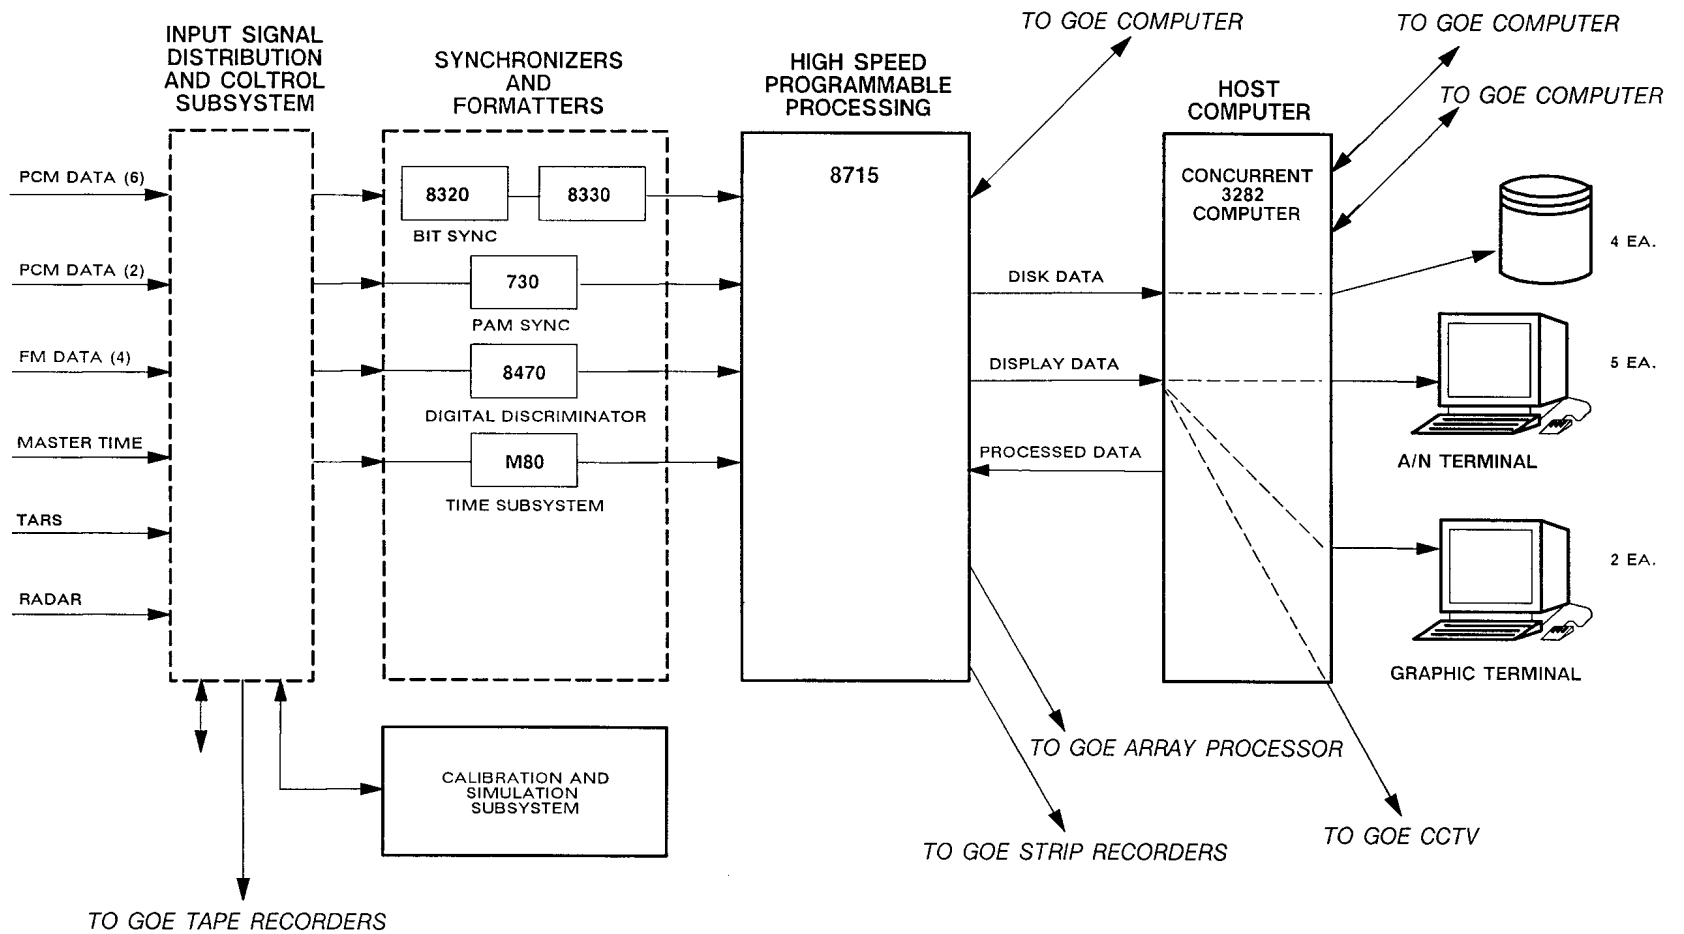 TO GOE COMPUTER
TO GOE COMPUTER
TO GOE COMPUTER
INPUT SIGNAL
DISTRIBUTION
AND COLTROL
SUBSYSTEM
SYNCHRONIZERS
AND
FORMATTERS
HIGH SPEED
PROGRAMMABLE
PROCESSING
HOST
COMPUTER
PCM DATA (6)
PCM DATA (2)
FM DATA (4)
MASTER TIME
TARS
RADAR
8320
8330
BIT SYNC
730
PAM SYNC
8470
DIGITAL DISCRIMINATOR
M80
TIME SUBSYSTEM
8715
DISK DATA
DISPLAY DATA
PROCESSED DATA
CONCURRENT
3282
COMPUTER
4 EA.
5 EA.
A/N TERMINAL
2 EA.
GRAPHIC TERMINAL
CALIBRATION AND
SIMULATION
SUBSYSTEM
TO GOE ARRAY PROCESSOR
TO GOE CCTV
TO GOE STRIP RECORDERS
TO GOE TAPE RECORDERS